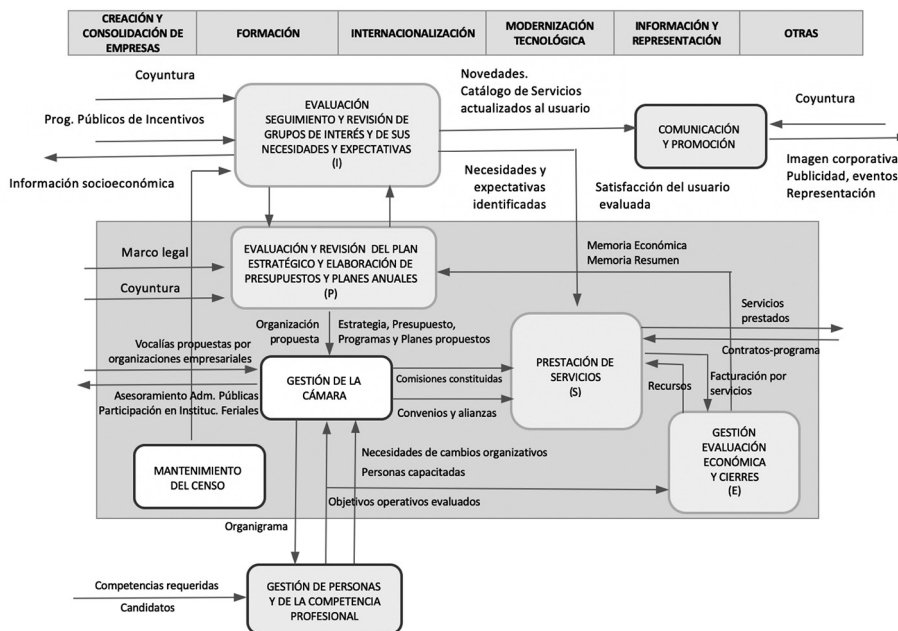 CREACIÓN Y
CONSOLIDACIÓN DE
EMPRESAS
FORMACIÓN
INTERNACIONALIZACIÓN
MODERNIZACIÓN
TECNOLÓGICA
INFORMACIÓN Y
REPRESENTACIÓN
OTRAS
Coyuntura
Prog. Públicos de Incentivos
Información socioeconómica
EVALUACIÓN
SEGUIMIENTO Y REVISIÓN DE
GRUPOS DE INTERÉS Y DE SUS
NECESIDADES Y EXPECTATIVAS
(I)
Novedades.
Catálogo de Servicios
actualizados al usuario
COMUNICACIÓN
Y PROMOCIÓN
Coyuntura
Imagen corporativa
Publicidad, eventos
Representación
Necesidades y
expectativas
identificadas
Satisfacción del usuario
evaluada
Marco legal
Coyuntura
EVALUACIÓN Y REVISIÓN DEL PLAN
ESTRATÉGICO Y ELABORACIÓN DE
PRESUPUESTOS Y PLANES ANUALES
(P)
Memoria Económica
Memoria Resumen
Organización
propuesta
Estrategia, Presupuesto,
Programas y Planes propuestos
Servicios
prestados
Contratos-programa
Vocalías propuestas por
organizaciones empresariales
Asesoramiento Adm. Públicas
Participación en Instituc. Feriales
GESTIÓN DE LA
CÁMARA
Comisiones constituidas
Convenios y alianzas
PRESTACIÓN DE
SERVICIOS
(S)
Recursos
Facturación por
servicios
MANTENIMIENTO
DEL CENSO
Necesidades de cambios organizativos
Personas capacitadas
Objetivos operativos evaluados
GESTIÓN
EVALUACIÓN
ECONÓMICA
Y CIERRES
(E)
Organigrama
Competencias requeridas
Candidatos
GESTIÓN DE PERSONAS
Y DE LA COMPETENCIA
PROFESIONAL